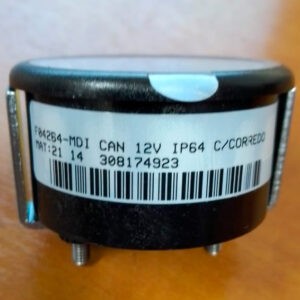 F04264-MDI CAN 12V IP64 C/CORREDO
MAT:21 14 308174923